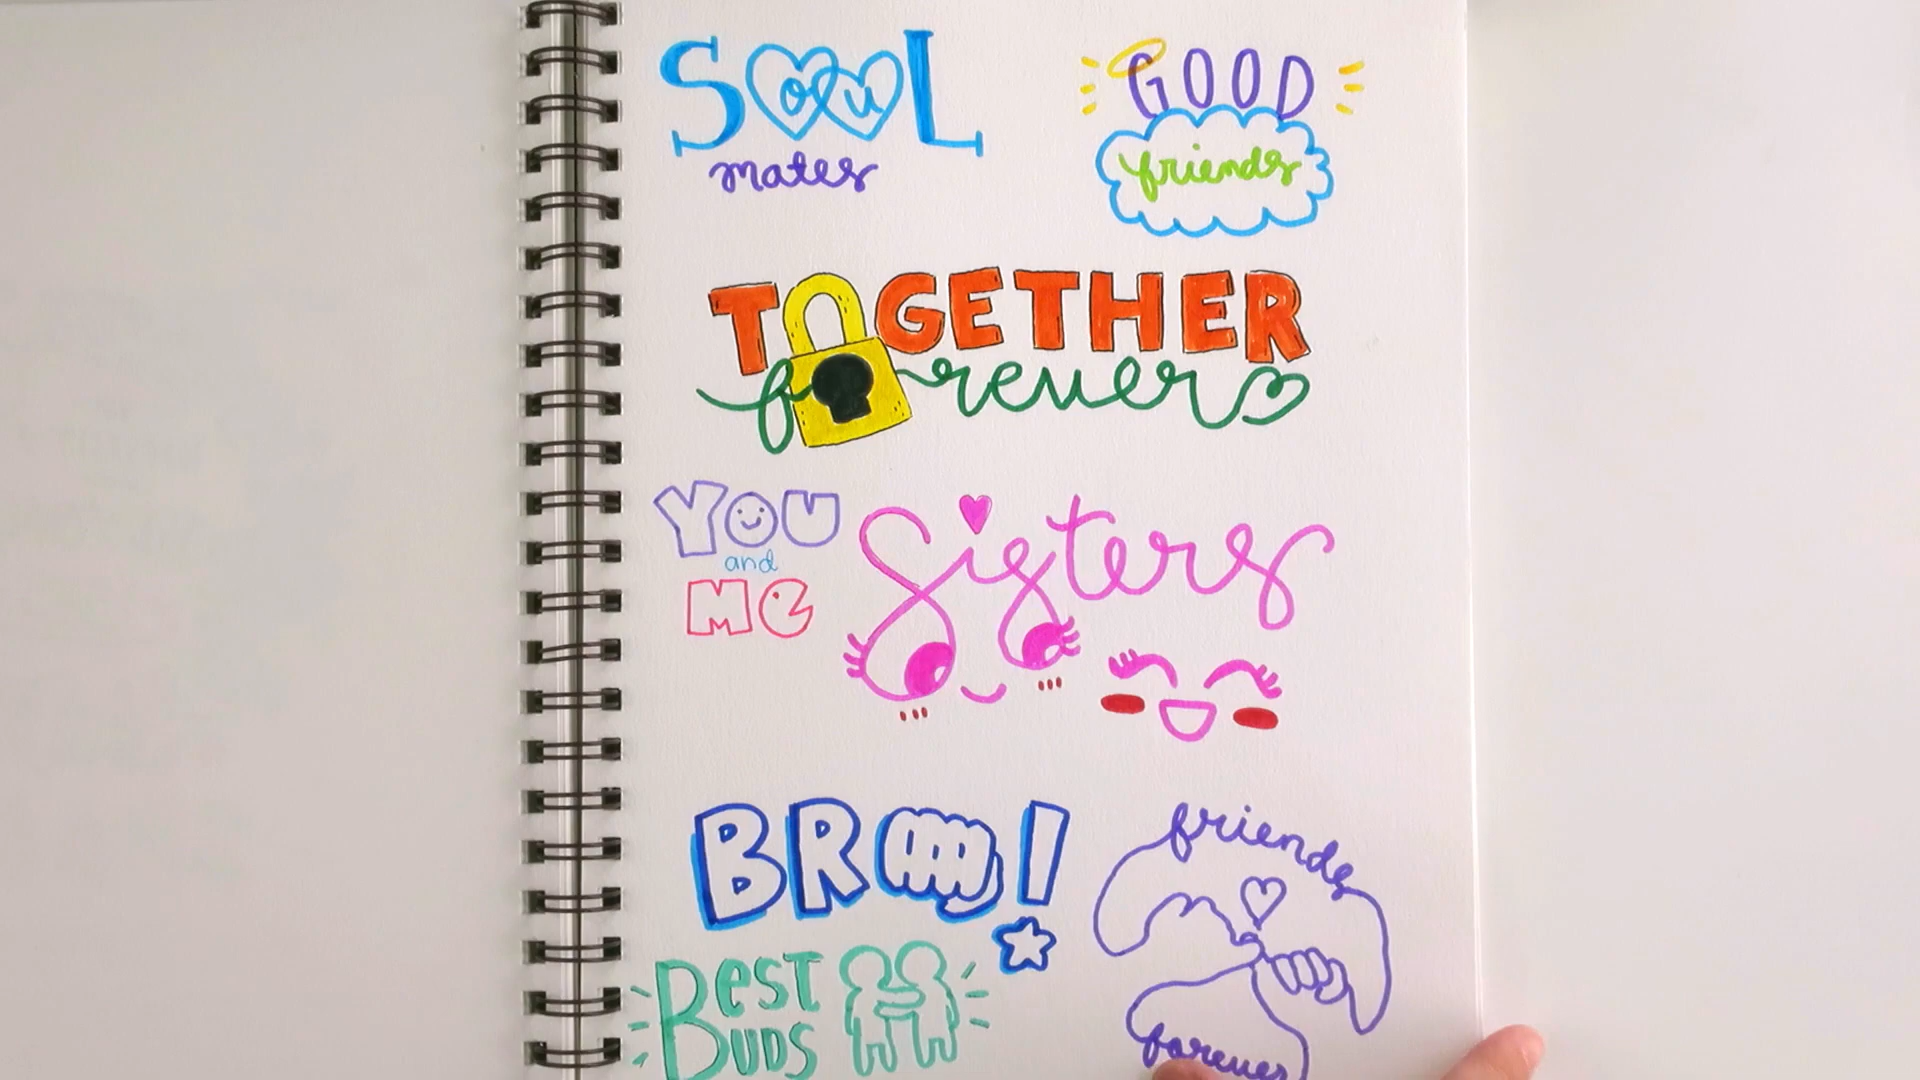 SOUL
mates
GOOD
friends
TOGETHER
forever
YOU
and
ME
Sisters
BRO!
BEST
BUDS
friends
forever